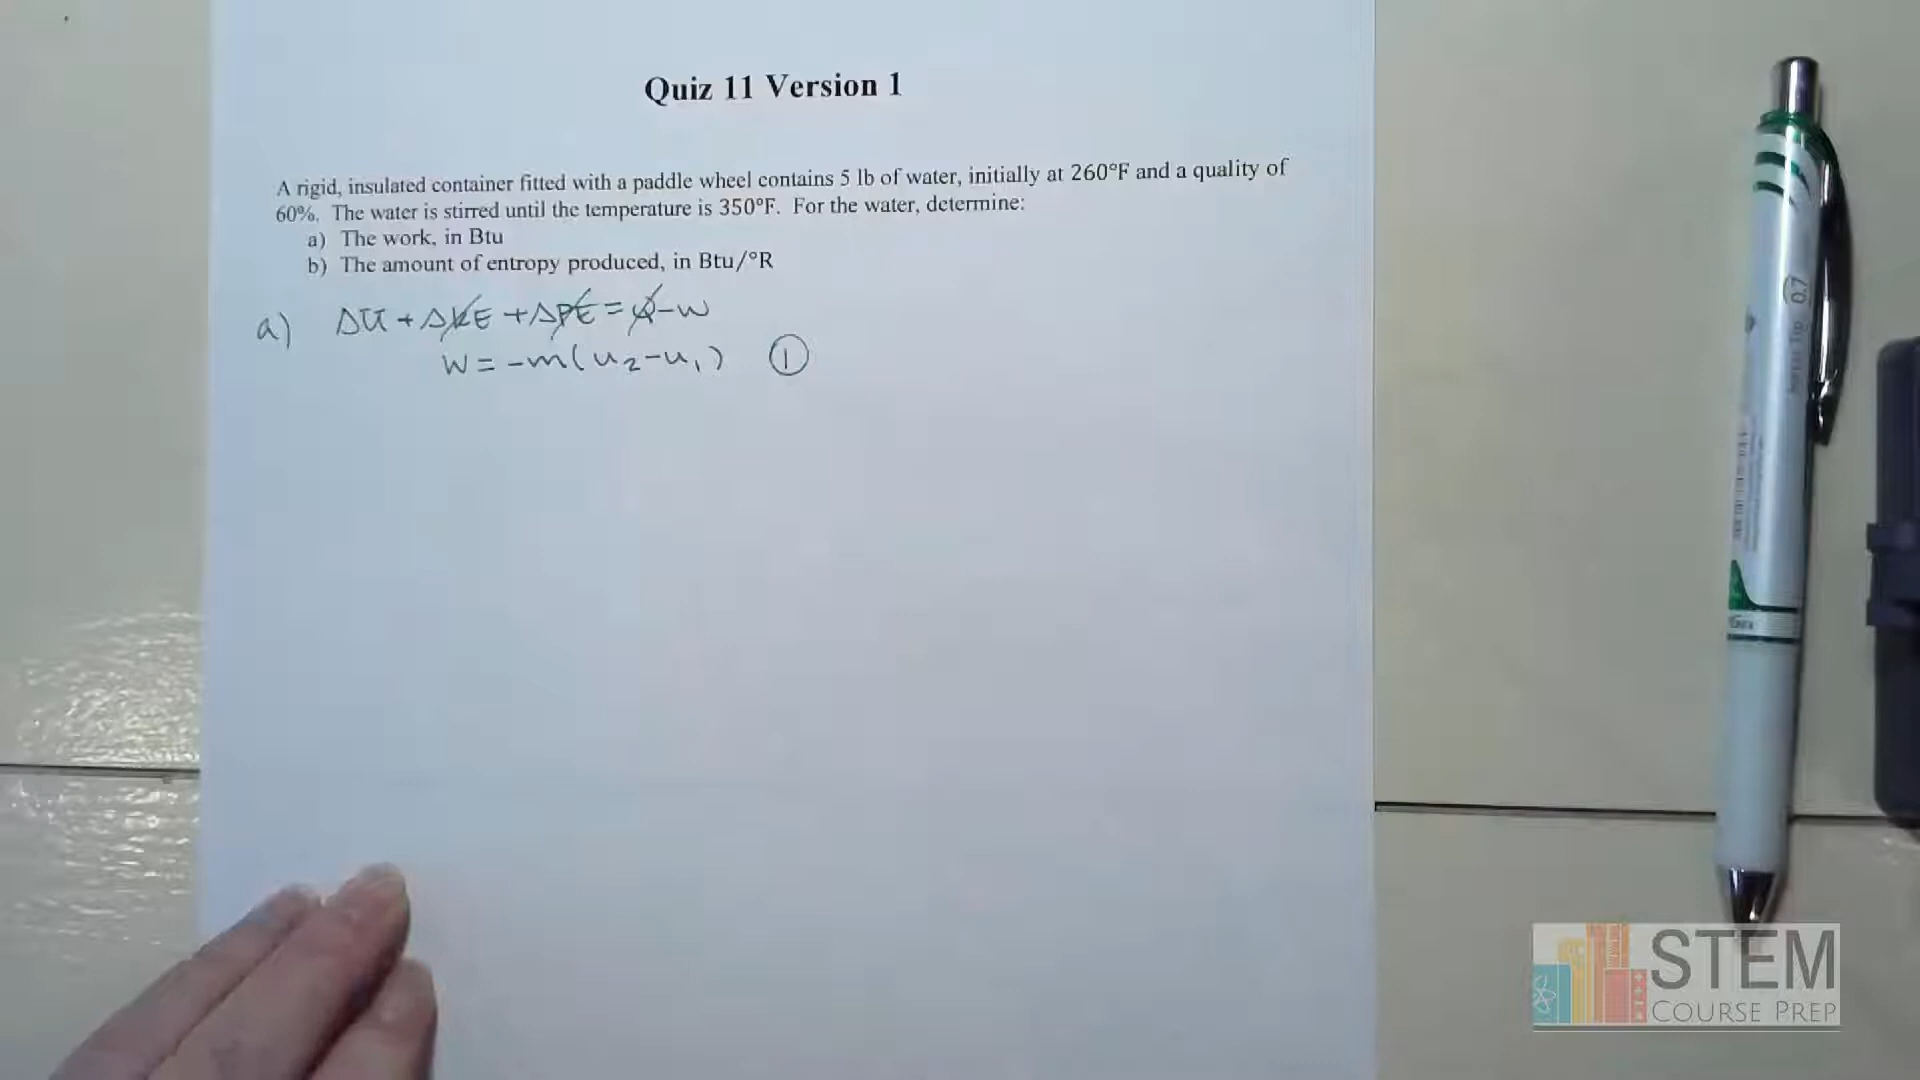 Quiz 11 Version 1
A rigid, insulated container fitted with a paddle wheel contains 5 lb of water, initially at 260°F and a quality of
60%. The water is stirred until the temperature is 350°F. For the water, determine:
a) The work, in Btu
b) The amount of entropy produced, in Btu/°R
a) ΔU + ΔKE + ΔPE = Q - W
W = -m(u₂-u₁) ①
0.7
STEM
COURSE PREP